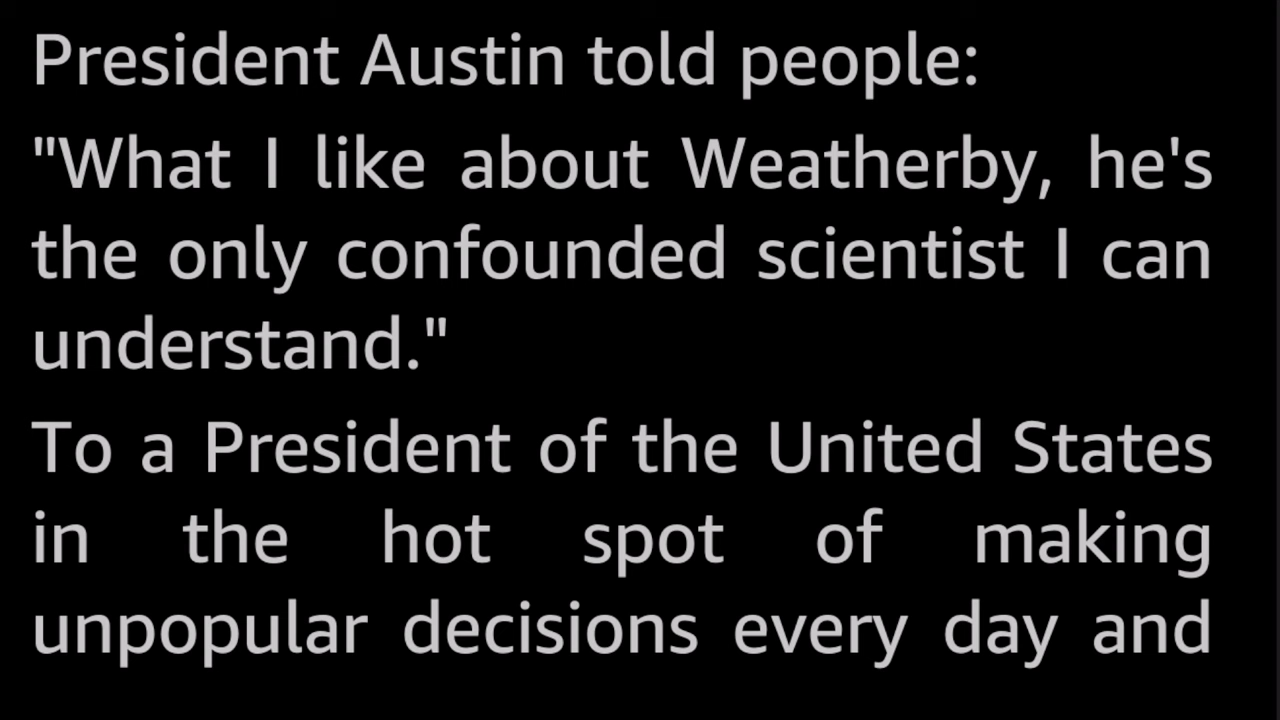 President Austin told people:
"What I like about Weatherby, he's
the only confounded scientist I can
understand."
To a President of the United States
in the hot spot of making
unpopular decisions every day and